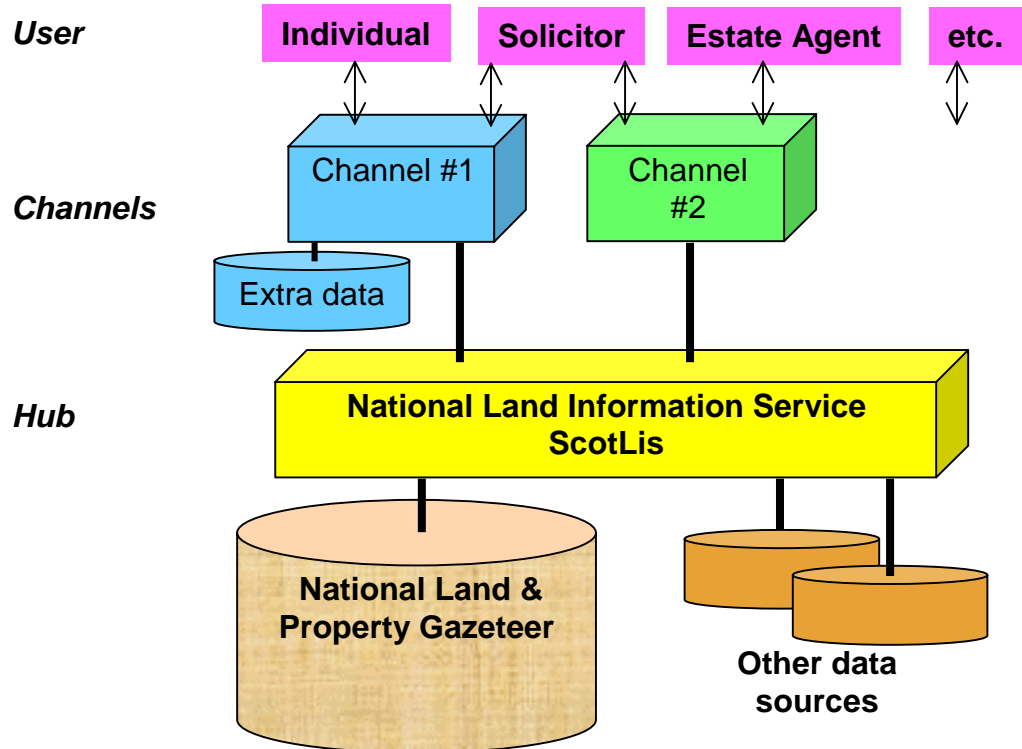 User
Individual
Solicitor
Estate Agent
etc.
Channels
Channel #1
Channel
#2
Extra data
Hub
National Land Information Service
ScotLis
National Land &
Property Gazeteer
Other data
sources